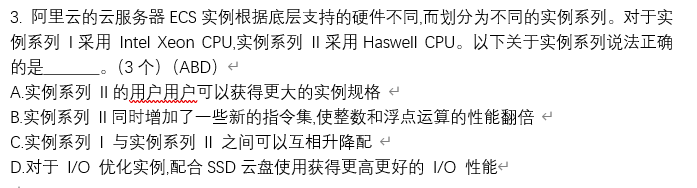 3. 阿里云的云服务器 ECS 实例根据底层支持的硬件不同,而划分为不同的实例系列。对于实
例系列 I 采用 Intel Xeon CPU,实例系列 II 采用 Haswell CPU。以下关于实例系列说法正确
的是______。（3 个）（ABD）
A.实例系列 II 的用户用户可以获得更大的实例规格
B.实例系列 II 同时增加了一些新的指令集,使整数和浮点运算的性能翻倍
C.实例系列 I 与实例系列 II 之间可以互相升降配
D.对于 I/O 优化实例,配合 SSD 云盘使用获得更高更好的 I/O 性能